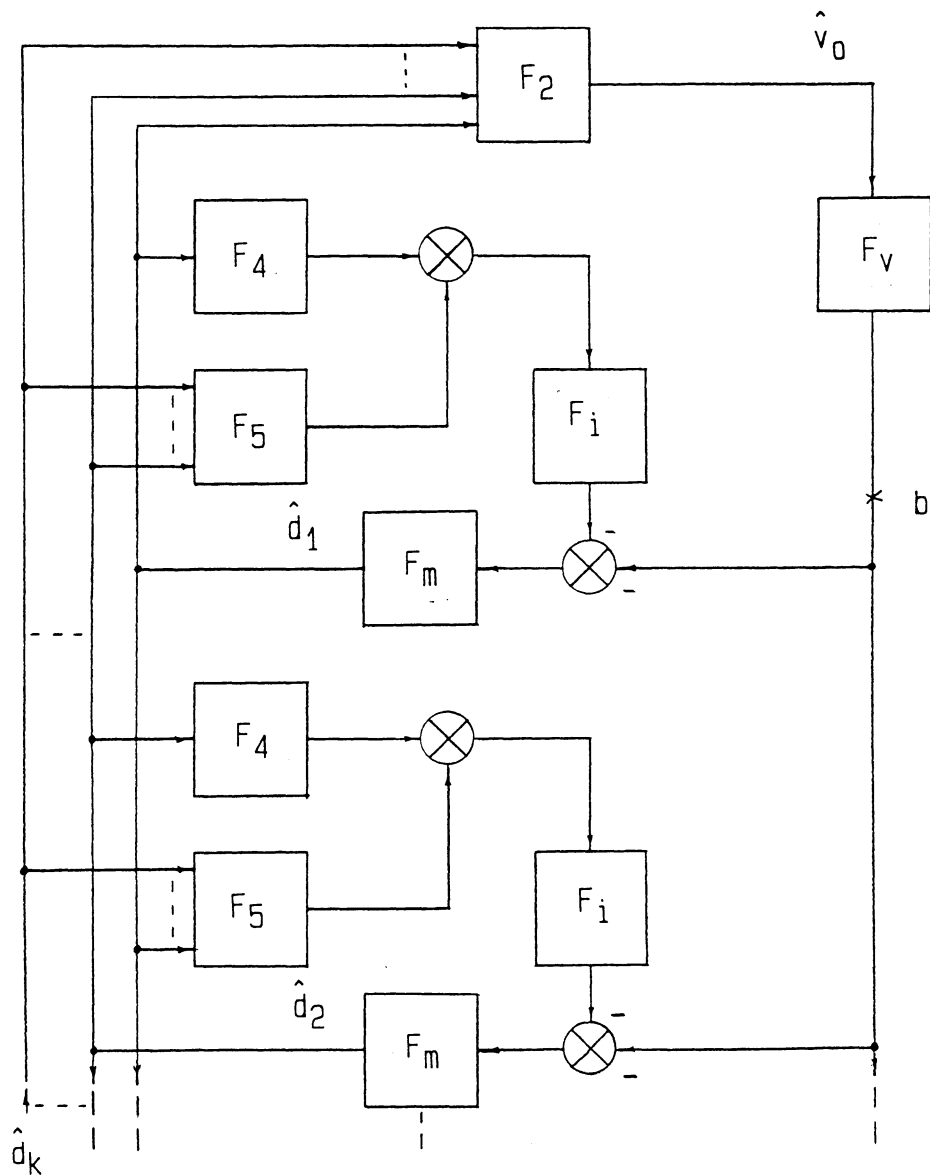 v̂₀
F₂
F₄
Fᵥ
F₅
Fᵢ
b
d̂₁
-
Fₘ
-
F₄
F₅
Fᵢ
d̂₂
-
Fₘ
-
d̂ₖ